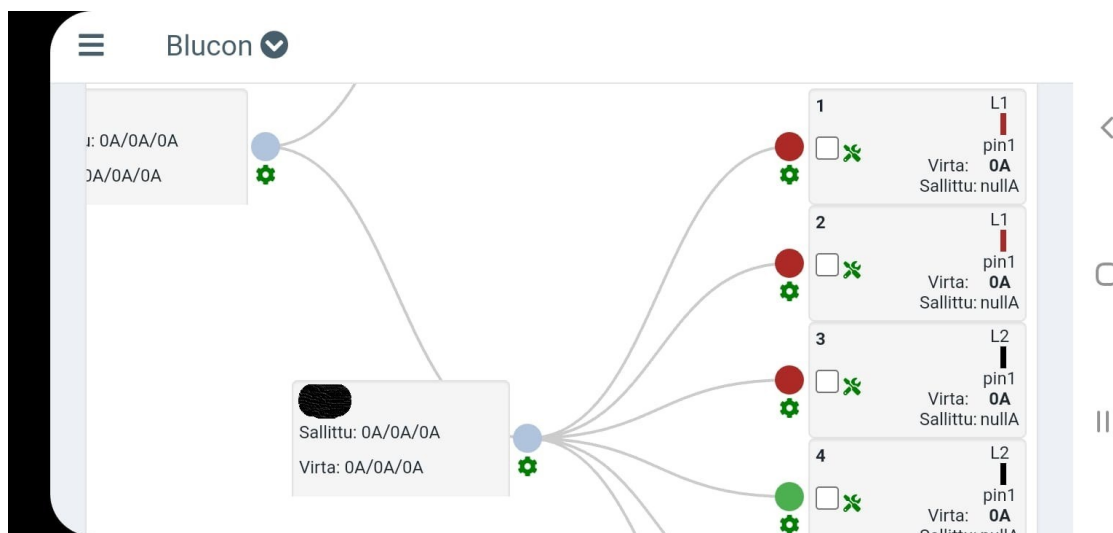 Blucon
: 0A/0A/0A
0A/0A/0A
Sallittu: 0A/0A/0A
Virta: 0A/0A/0A
1
L1
pin1
Virta: 0A
Sallittu: nullA
2
L1
pin1
Virta: 0A
Sallittu: nullA
3
L2
pin1
Virta: 0A
Sallittu: nullA
4
L2
pin1
Virta: 0A